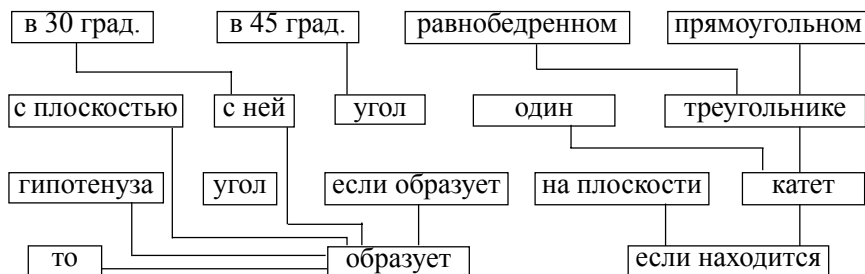 в 30 град. в 45 град. равнобедренном прямоугольном
с плоскостью с ней угол один треугольнике
гипотенуза угол если образует на плоскости катет
то образует если находится